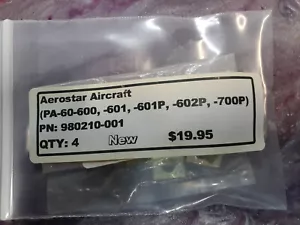 Aerostar Aircraft
(PA-60-600, -601, -601P, -602P, -700P)
PN: 980210-001
QTY: 4 New $19.95